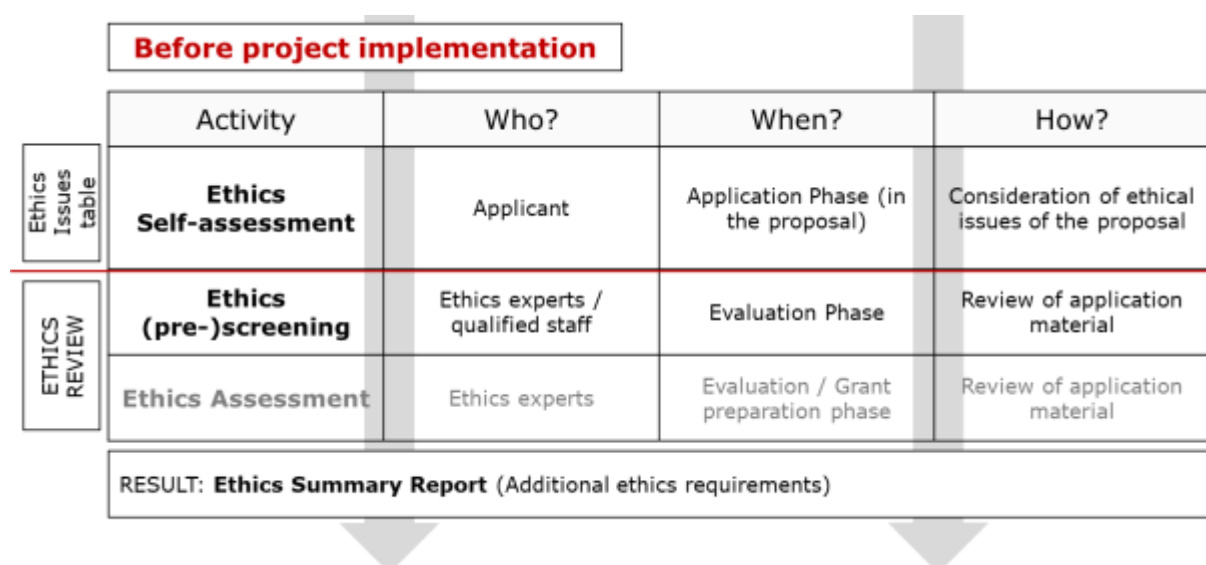 Before project implementation
Activity
Who?
When?
How?
Ethics
Issues
table
Ethics
Self-assessment
Applicant
Application Phase (in
the proposal)
Consideration of ethical
issues of the proposal
ETHICS
REVIEW
Ethics
(pre-)screening
Ethics experts /
qualified staff
Evaluation Phase
Review of application
material
Ethics Assessment
Ethics experts
Evaluation / Grant
preparation phase
Review of application
material
RESULT: Ethics Summary Report (Additional ethics requirements)